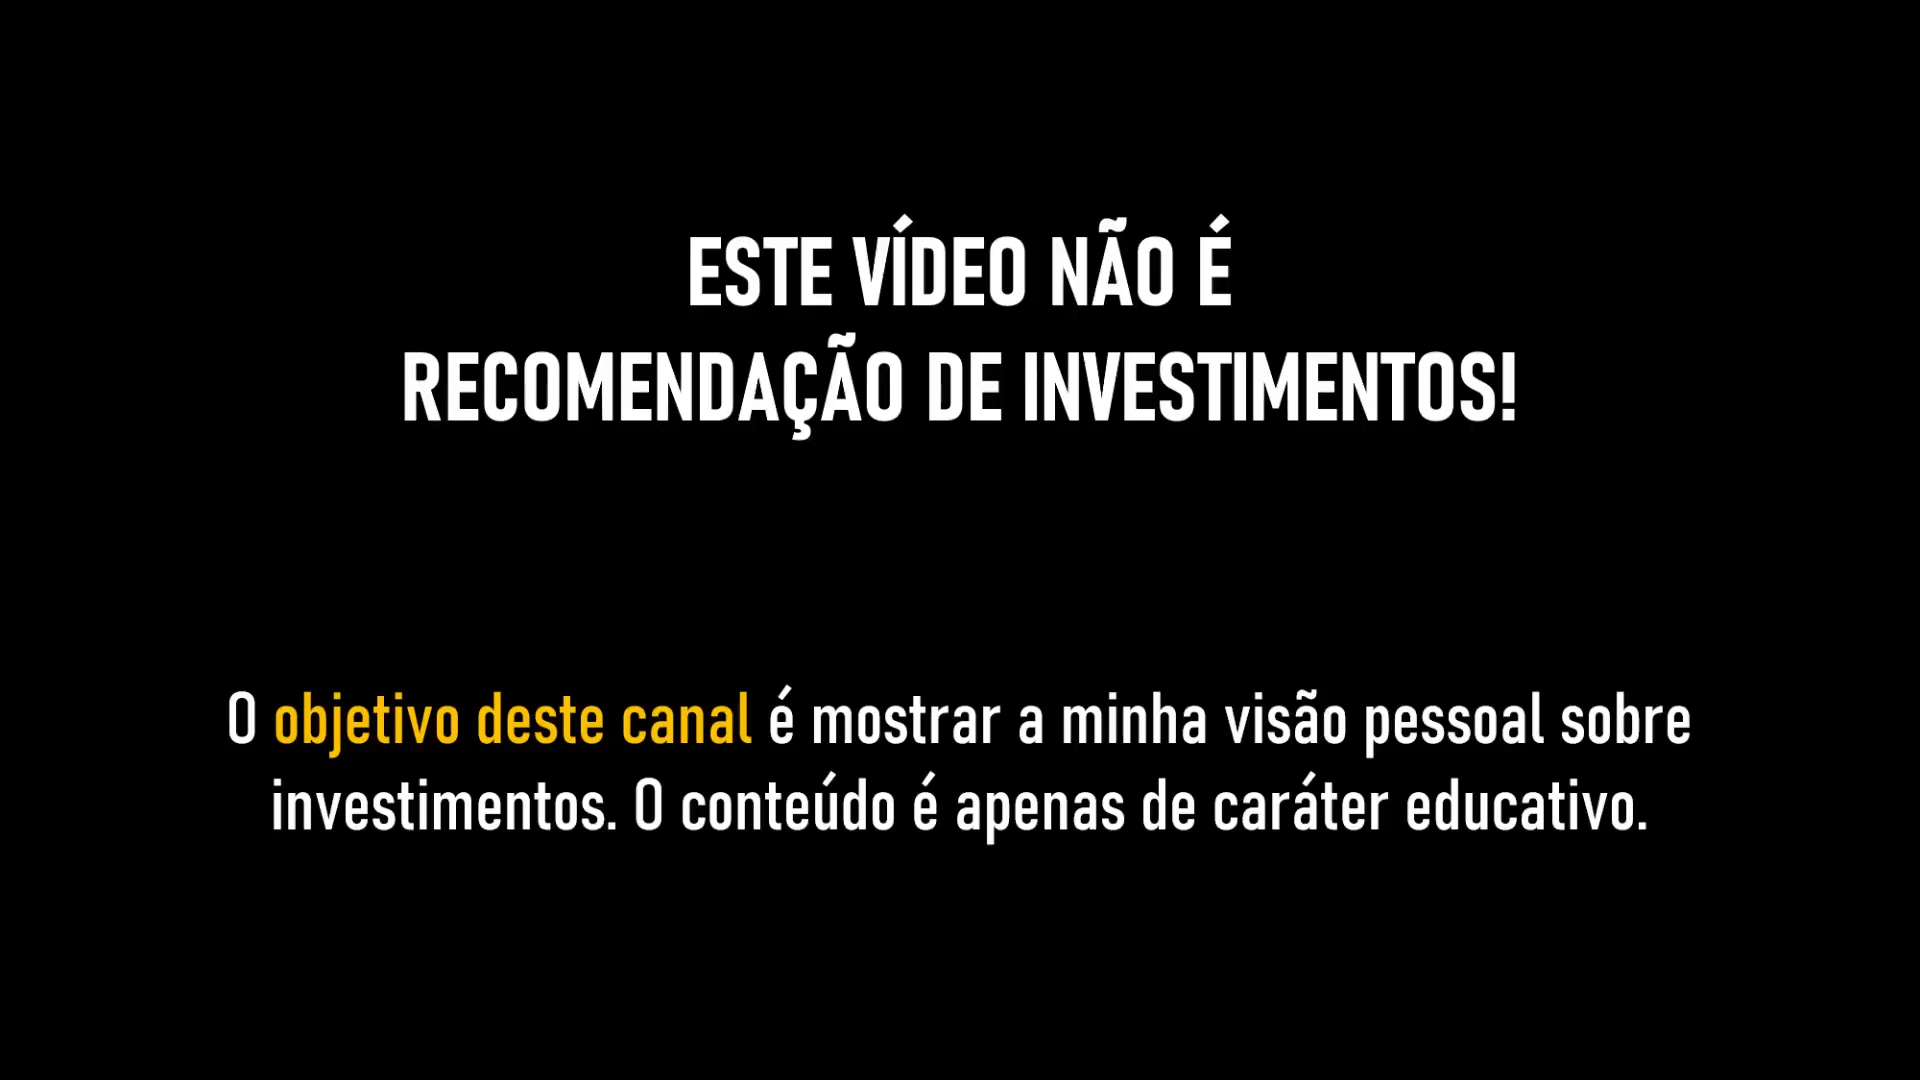 ESTE VÍDEO NÃO É
RECOMENDAÇÃO DE INVESTIMENTOS!
O objetivo deste canal é mostrar a minha visão pessoal sobre
investimentos. O conteúdo é apenas de caráter educativo.